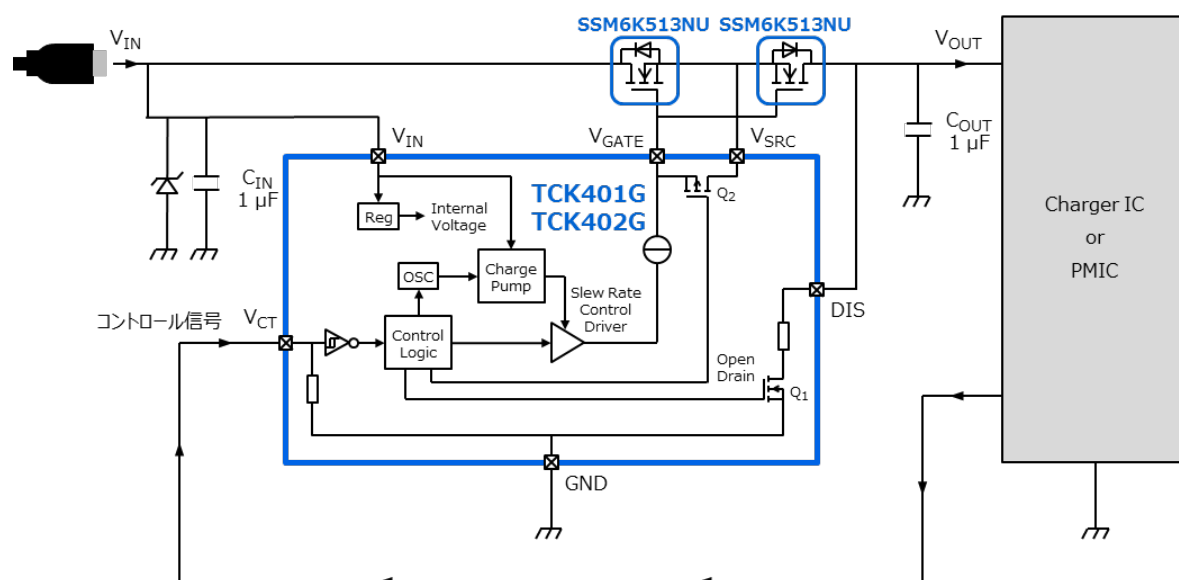 SSM6K513NU SSM6K513NU
VIN
VOUT
VIN
VGATE
VSRC
CIN
1 µF
COUT
1 µF
TCK401G
TCK402G
Q2
Reg
Internal
Voltage
OSC
Charge
Pump
Slew Rate
Control
Driver
Charger IC
or
PMIC
DIS
コントロール信号
VCT
Control
Logic
Open
Drain
Q1
GND